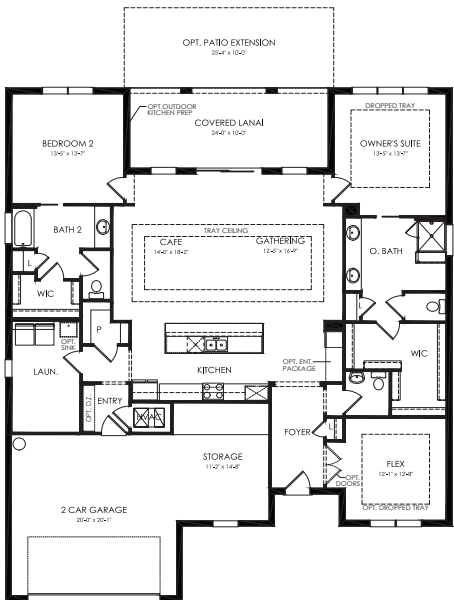 OPT. PATIO EXTENSION
25'-4" x 10'-0"
OPT.OUTDOOR
KITCHEN PREP
COVERED LANAI
24'-0" x 10'-0"
DROPPED TRAY
BEDROOM 2
13'-5" x 13'-7"
OWNER'S SUITE
13'-5" x 13'-7"
BATH 2
TRAY CEILING
CAFE
14'-0" x 18'-2"
GATHERING
12'-5" x 16'-9"
O. BATH
L
WIC
L
P
OPT.
SINK
LAUN.
KITCHEN
OPT. ENT.
PACKAGE
WIC
OPT. D.Z.
ENTRY
HVAC
FOYER
L
STORAGE
11'-2" x 14'-8"
FLEX
12'-1" x 12'-8"
OPT.
DOORS
OPT. DROPPED TRAY
2 CAR GARAGE
20'-0" x 20'-1"